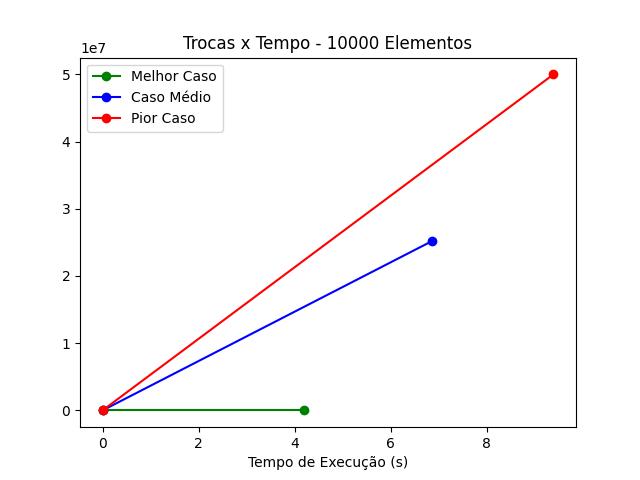 Trocas x Tempo - 10000 Elementos
1e7
Melhor Caso
Caso Médio
Pior Caso
5
4
3
2
1
0
0 2 4 6 8
Tempo de Execução (s)